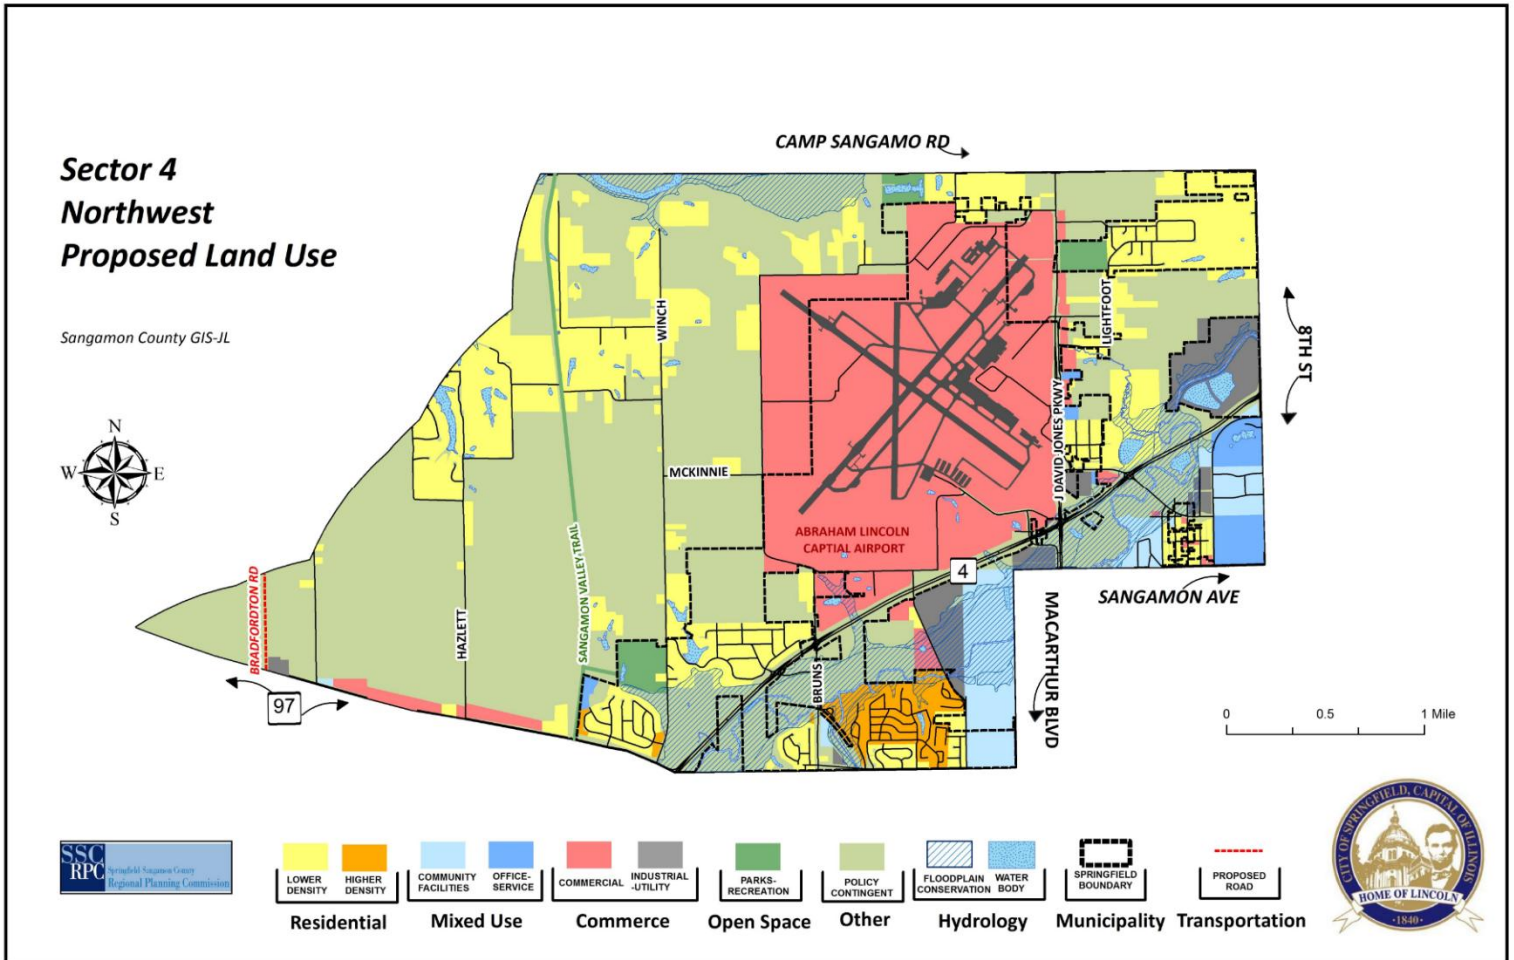 CAMP SANGAMO RD
Sector 4
Northwest
Proposed Land Use
Sangamon County GIS-JL
N
W E
S
WINCH
LIGHTFOOT
8TH ST
J DAVID JONES PKWY
MCKINNIE
ABRAHAM LINCOLN
CAPTIAL AIRPORT
SANGAMON VALLEY TRAIL
4
BRADFORDTON RD
HAZLETT
SANGAMON AVE
MACARTHUR BLVD
BRUNS
97
0 0.5 1 Mile
SSC
RPC
Springfield Sangamon County
Regional Planning Commission
LOWER
DENSITY
HIGHER
DENSITY
Residential
COMMUNITY
FACILITIES
OFFICE-
SERVICE
Mixed Use
COMMERCIAL
INDUSTRIAL
-UTILITY
Commerce
PARKS-
RECREATION
Open Space
POLICY
CONTINGENT
Other
FLOODPLAIN
CONSERVATION
WATER
BODY
Hydrology
SPRINGFIELD
BOUNDARY
Municipality
PROPOSED
ROAD
Transportation
CITY OF SPRINGFIELD, CAPITAL OF ILLINOIS
HOME OF LINCOLN
·1840·